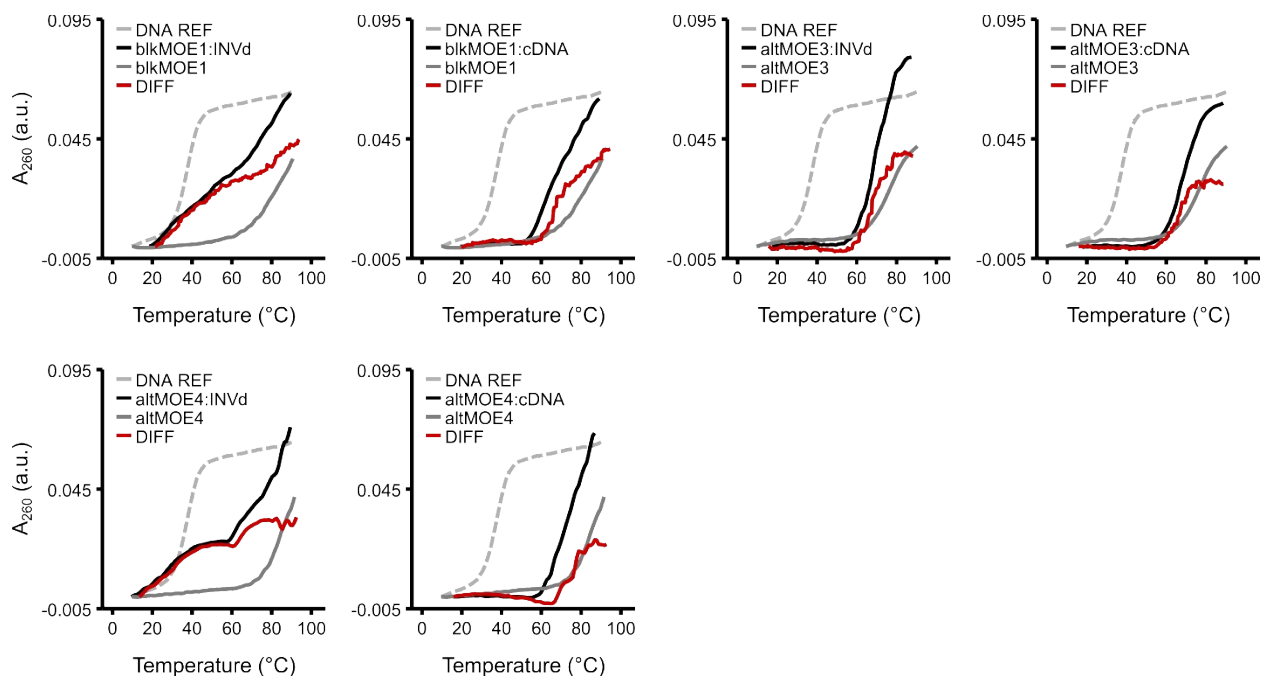 0.095
0.045
-0.005
A260 (a.u.)
DNA REF
blkMOE1:INVd
blkMOE1
DIFF
0 20 40 60 80 100
Temperature (°C)
0.095
0.045
-0.005
DNA REF
blkMOE1:cDNA
blkMOE1
DIFF
0 20 40 60 80 100
Temperature (°C)
0.095
0.045
-0.005
DNA REF
altMOE3:INVd
altMOE3
DIFF
0 20 40 60 80 100
Temperature (°C)
0.095
0.045
-0.005
DNA REF
altMOE3:cDNA
altMOE3
DIFF
0 20 40 60 80 100
Temperature (°C)
0.095
0.045
-0.005
A260 (a.u.)
DNA REF
altMOE4:INVd
altMOE4
DIFF
0 20 40 60 80 100
Temperature (°C)
0.095
0.045
-0.005
DNA REF
altMOE4:cDNA
altMOE4
DIFF
0 20 40 60 80 100
Temperature (°C)